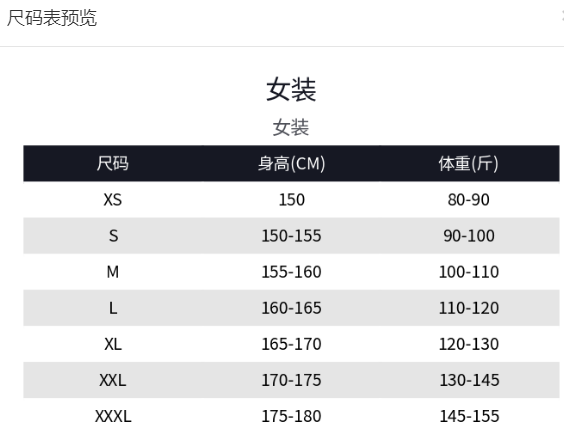 尺码表预览
女装
女装
尺码 身高(CM) 体重(斤)
XS 150 80-90
S 150-155 90-100
M 155-160 100-110
L 160-165 110-120
XL 165-170 120-130
XXL 170-175 130-145
XXXL 175-180 145-155